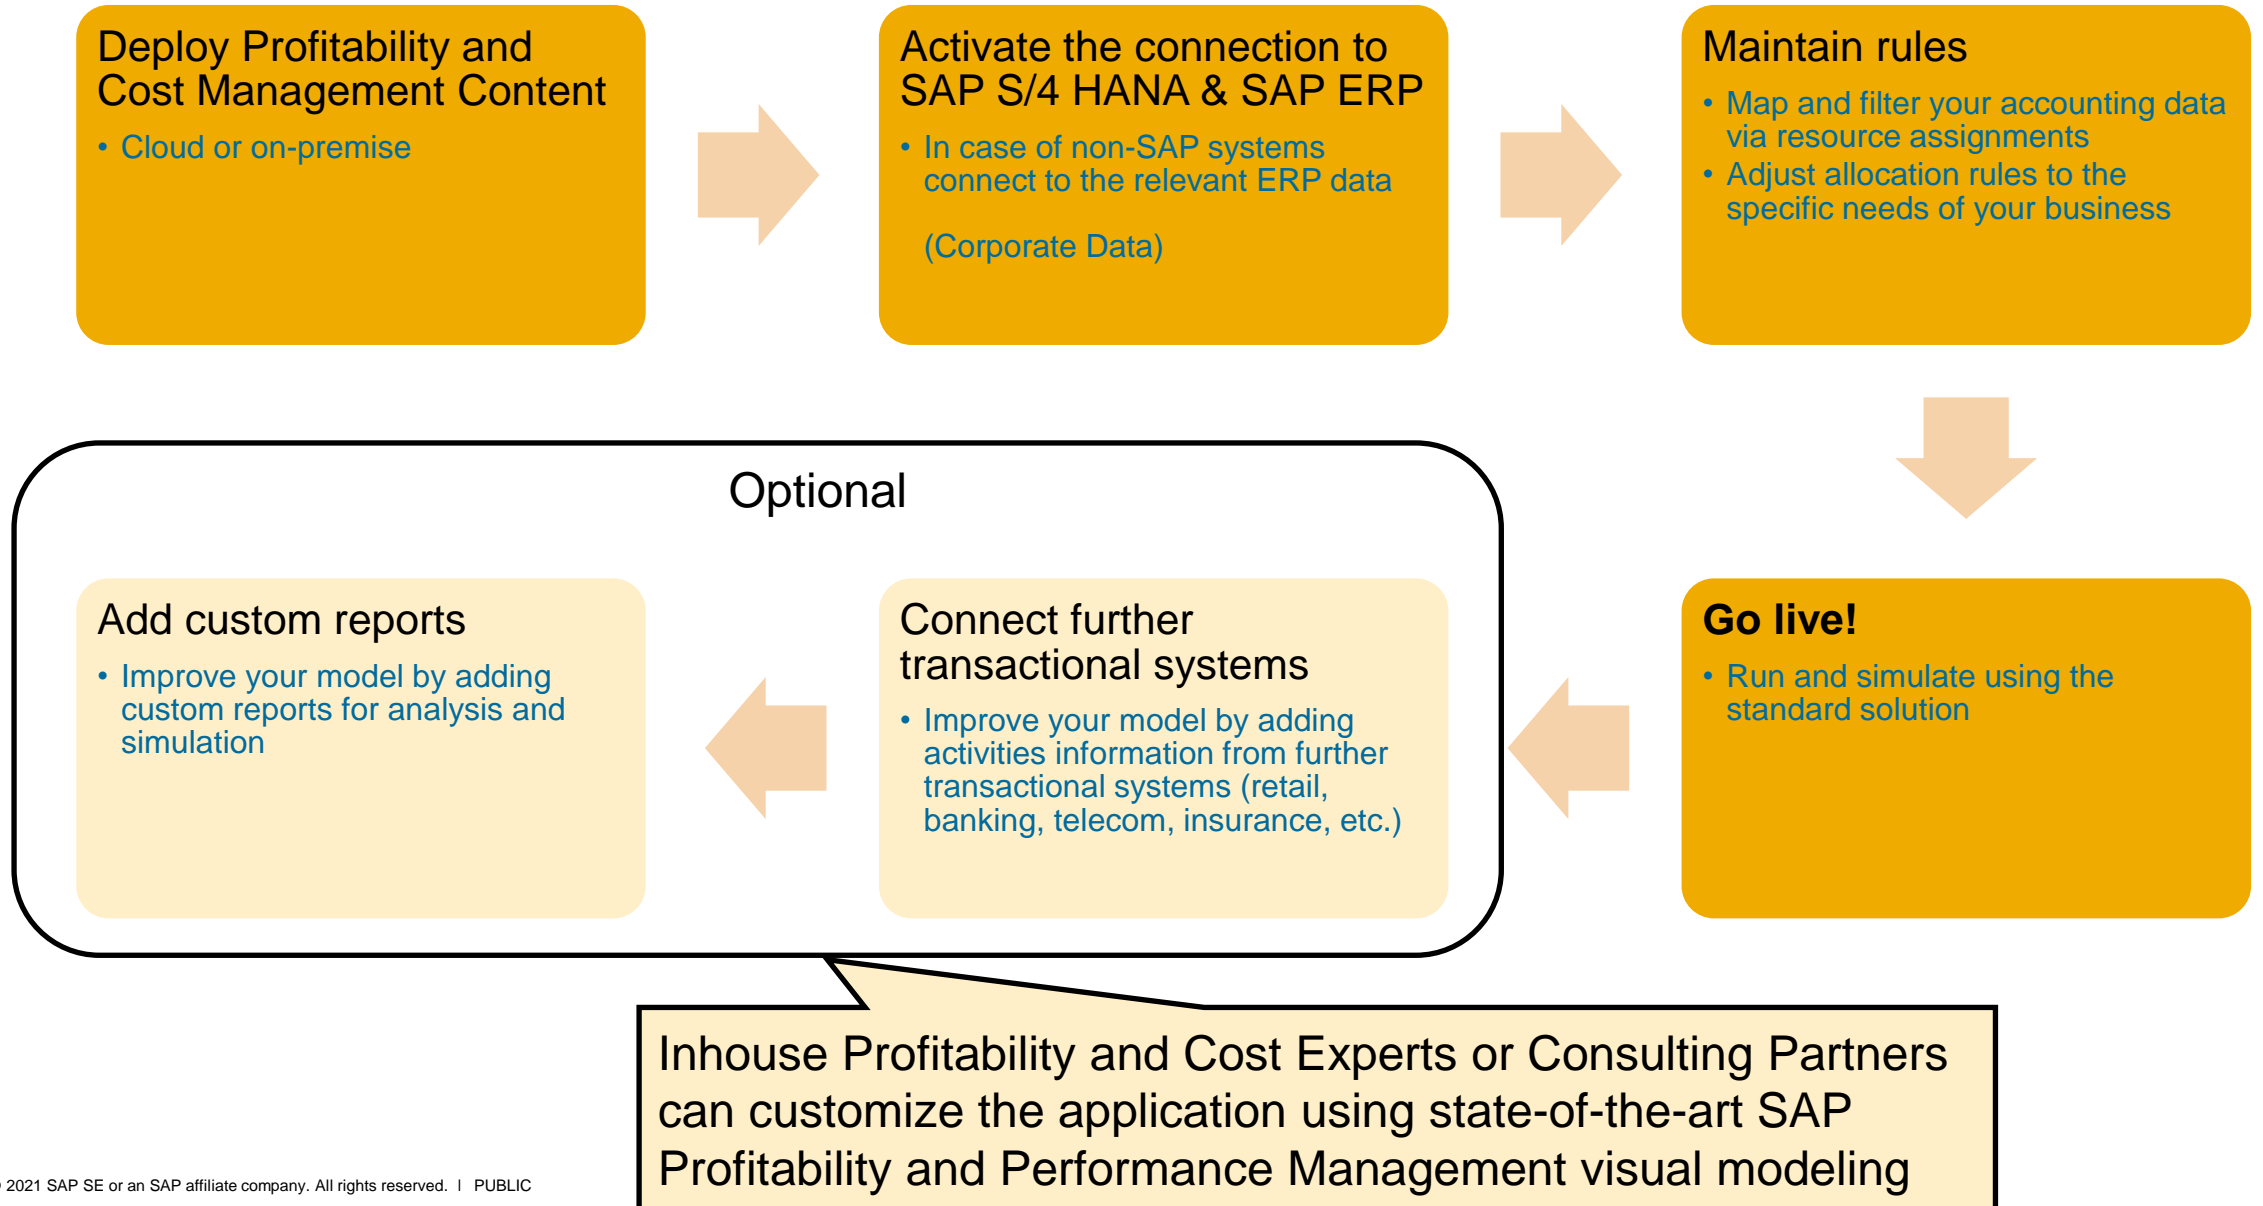 Deploy Profitability and
Cost Management Content
• Cloud or on-premise
Activate the connection to
SAP S/4 HANA & SAP ERP
• In case of non-SAP systems
connect to the relevant ERP data
(Corporate Data)
Maintain rules
• Map and filter your accounting data
via resource assignments
• Adjust allocation rules to the
specific needs of your business
Go live!
• Run and simulate using the
standard solution
Optional
Connect further
transactional systems
• Improve your model by adding
activities information from further
transactional systems (retail,
banking, telecom, insurance, etc.)
Add custom reports
• Improve your model by adding
custom reports for analysis and
simulation
Inhouse Profitability and Cost Experts or Consulting Partners
can customize the application using state-of-the-art SAP
Profitability and Performance Management visual modeling
2021 SAP SE or an SAP affiliate company. All rights reserved. ǀ PUBLIC